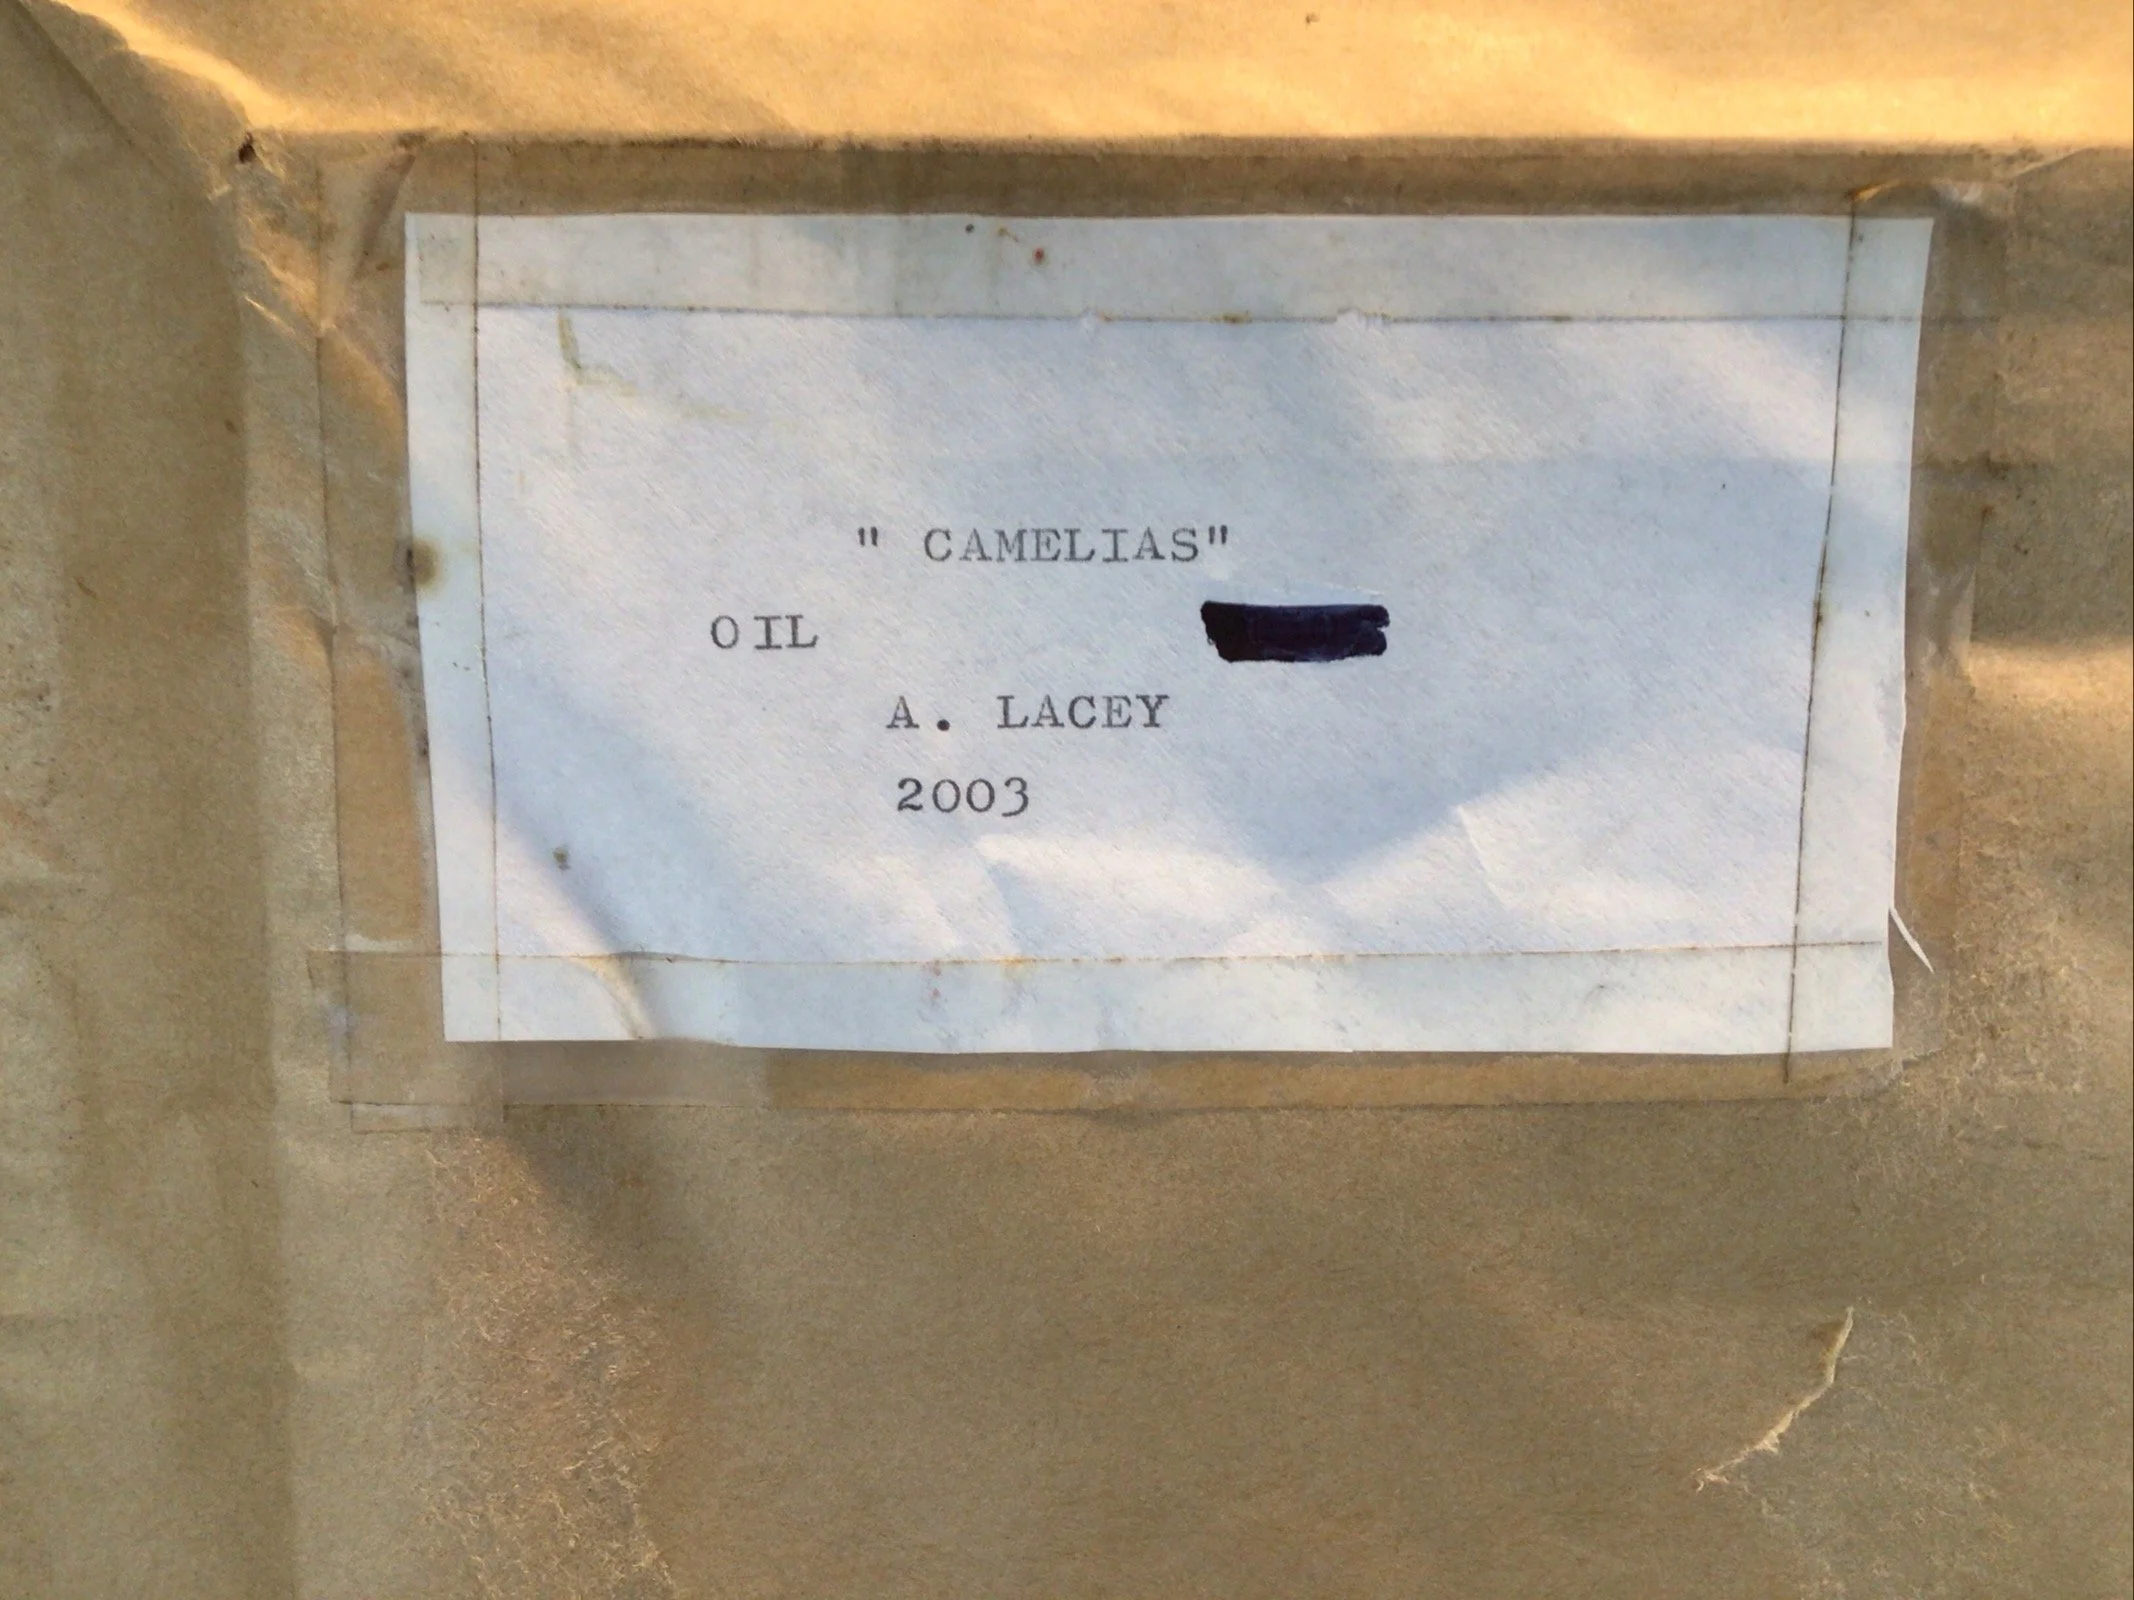 " CAMELIAS"
OIL
A. LACEY
2003